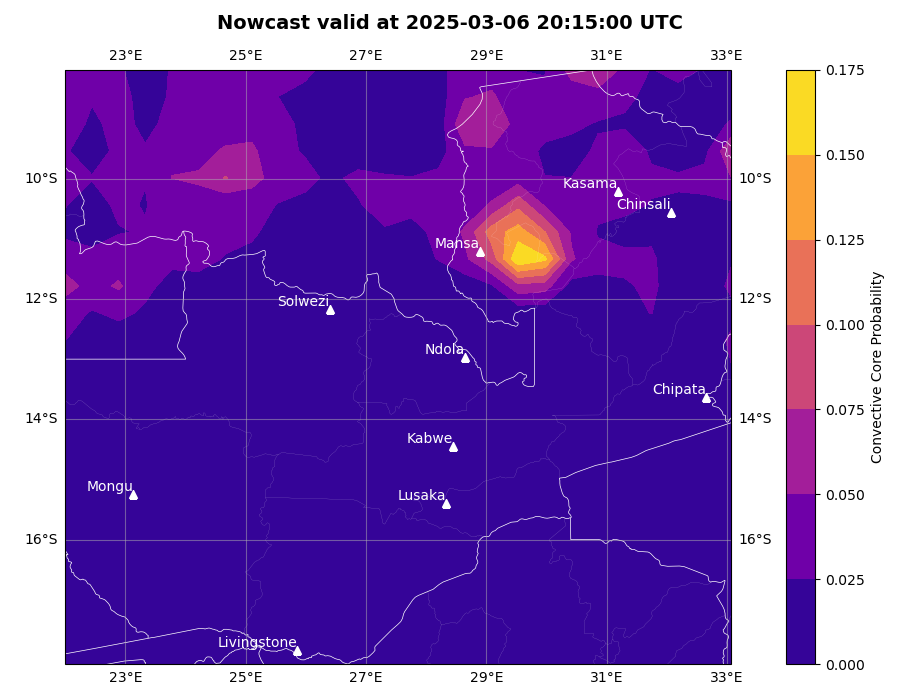 Nowcast valid at 2025-03-06 20:15:00 UTC
23°E 25°E 27°E 29°E 31°E 33°E
0.175
0.150
10°S Kasama 10°S
Chinsali
Mansa
0.125
12°S Solwezi 12°S
0.100
Ndola
Chipata
0.075
14°S 14°S
Kabwe
Mongu Lusaka
0.050
16°S 16°S
0.025
Livingstone
0.000
23°E 25°E 27°E 29°E 31°E 33°E
Convective Core Probability